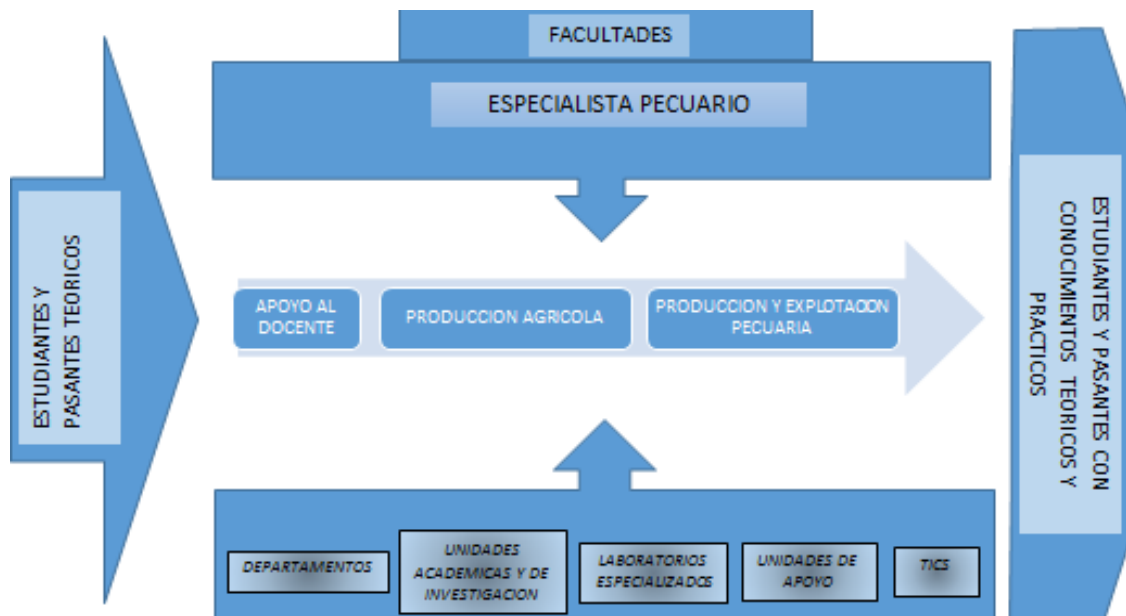 FACULTADES
ESPECIALISTA PECUARIO
ESTUDIANTES Y
PASANTES TEORICOS
APOYO AL
DOCENTE
PRODUCCION AGRICOLA
PRODUCCION Y EXPLOTACION
PECUARIA
ESTUDIANTES Y PASANTES CON
CONOCIMIENTOS TEORICOS Y
PRACTICOS
DEPARTAMENTOS
UNIDADES
ACADEMICAS Y DE
INVESTIGACION
LABORATORIOS
ESPECIALIZADOS
UNIDADES DE
APOYO
TICS